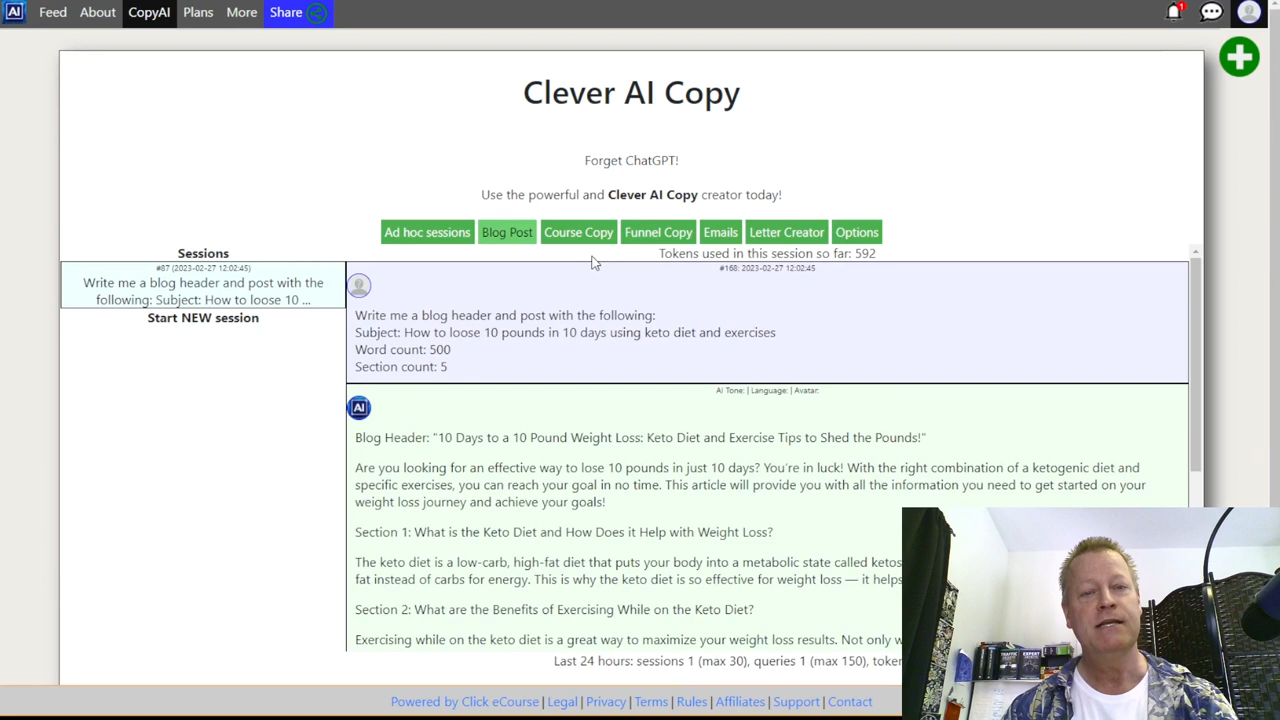 AI Feed About CopyAI Plans More Share
1
Clever AI Copy
Forget ChatGPT!
Use the powerful and Clever AI Copy creator today!
Ad hoc sessions Blog Post Course Copy Funnel Copy Emails Letter Creator Options
Sessions
Tokens used in this session so far: 592
#87 (2023-02-27 12:02:45)
Write me a blog header and post with the
following: Subject: How to loose 10 ...
Start NEW session
#168: 2023-02-27 12:02:45
Write me a blog header and post with the following:
Subject: How to loose 10 pounds in 10 days using keto diet and exercises
Word count: 500
Section count: 5
AI Tone: | Language: | Avatar:
AI
Blog Header: "10 Days to a 10 Pound Weight Loss: Keto Diet and Exercise Tips to Shed the Pounds!"
Are you looking for an effective way to lose 10 pounds in just 10 days? You're in luck! With the right combination of a ketogenic diet and
specific exercises, you can reach your goal in no time. This article will provide you with all the information you need to get started on your
weight loss journey and achieve your goals!
Section 1: What is the Keto Diet and How Does it Help with Weight Loss?
The keto diet is a low-carb, high-fat diet that puts your body into a metabolic state called ketos
fat instead of carbs for energy. This is why the keto diet is so effective for weight loss — it helps
Section 2: What are the Benefits of Exercising While on the Keto Diet?
Exercising while on the keto diet is a great way to maximize your weight loss results. Not only w
Last 24 hours: sessions 1 (max 30), queries 1 (max 150), token
Powered by Click eCourse | Legal | Privacy | Terms | Rules | Affiliates | Support | Contact
TRAFFIC
EXPERT